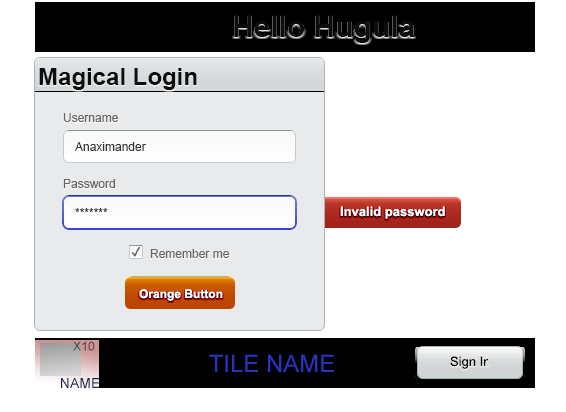 Hello Hugula
Magical Login
Username
Anaximander
Password
*******
Invalid password
Remember me
Orange Button
X10
NAME
TILE NAME
Sign Ir